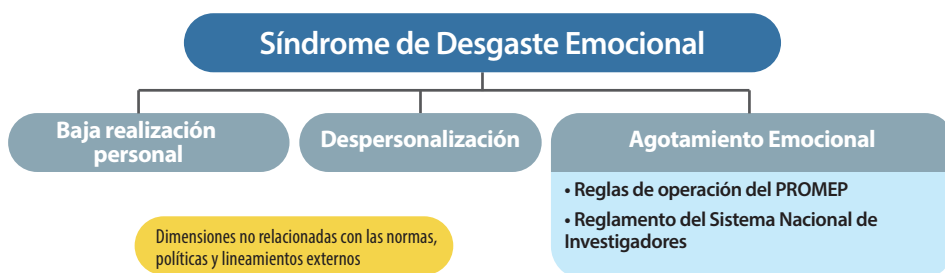 Síndrome de Desgaste Emocional
Baja realización
personal
Despersonalización
Agotamiento Emocional
• Reglas de operación del PROMEP
• Reglamento del Sistema Nacional de
Investigadores
Dimensiones no relacionadas con las normas,
políticas y lineamientos externos